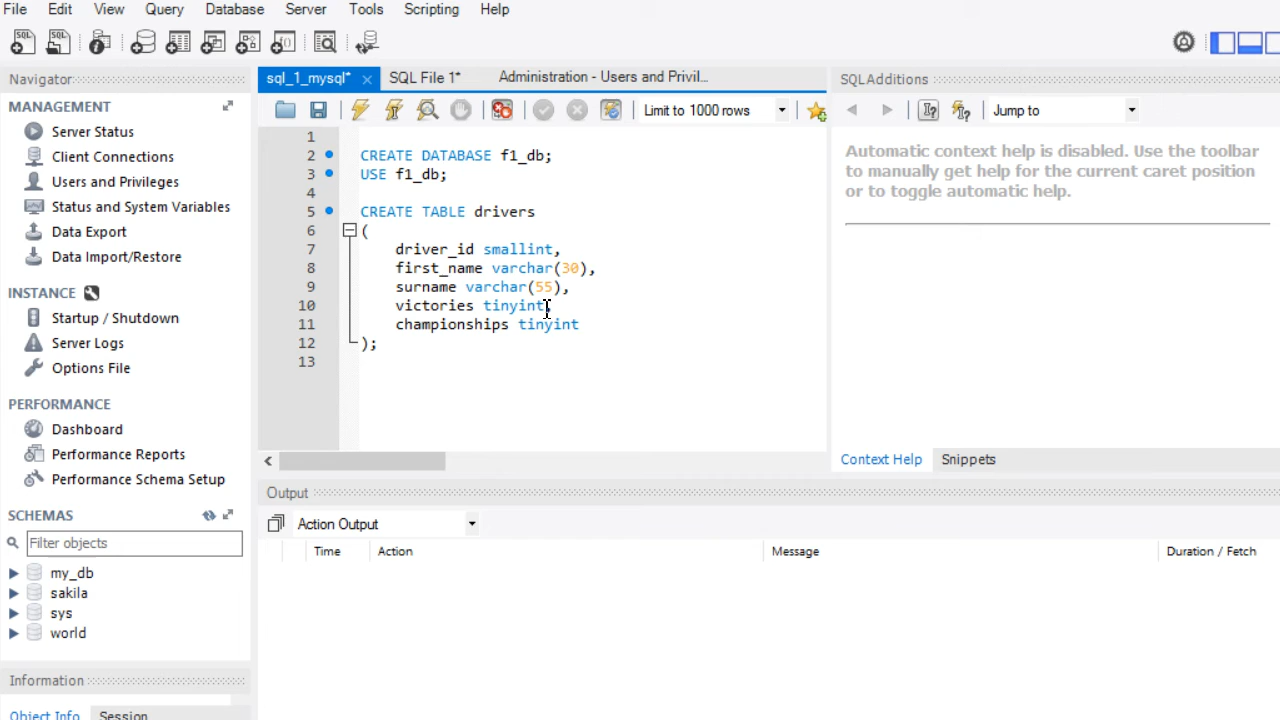 File Edit View Query Database Server Tools Scripting Help
Navigator
MANAGEMENT
Server Status
Client Connections
Users and Privileges
Status and System Variables
Data Export
Data Import/Restore
INSTANCE
Startup / Shutdown
Server Logs
Options File
PERFORMANCE
Dashboard
Performance Reports
Performance Schema Setup
SCHEMAS
Filter objects
my_db
sakila
sys
world
Information
Object Info Session
sql_1_mysql* SQL File 1* Administration - Users and Privil...
Limit to 1000 rows
1
2 CREATE DATABASE f1_db;
3 USE f1_db;
4
5 CREATE TABLE drivers
6 (
7 driver_id smallint,
8 first_name varchar(30),
9 surname varchar(55),
10 victories tinyint,
11 championships tinyint
12 );
13
SQLAdditions
Jump to
Automatic context help is disabled. Use the toolbar
to manually get help for the current caret position
or to toggle automatic help.
Context Help Snippets
Output
Action Output
Time Action Message Duration / Fetch